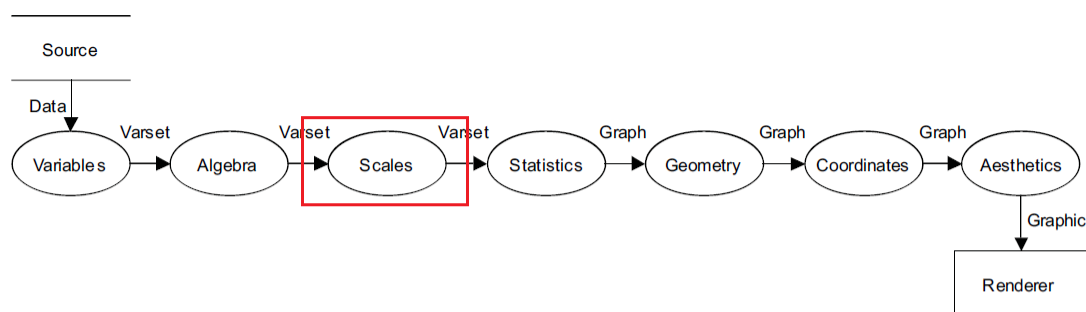 Source
Data
Varset Varset Varset Graph Graph Graph
Variables Algebra Scales Statistics Geometry Coordinates Aesthetics
Graphic
Renderer